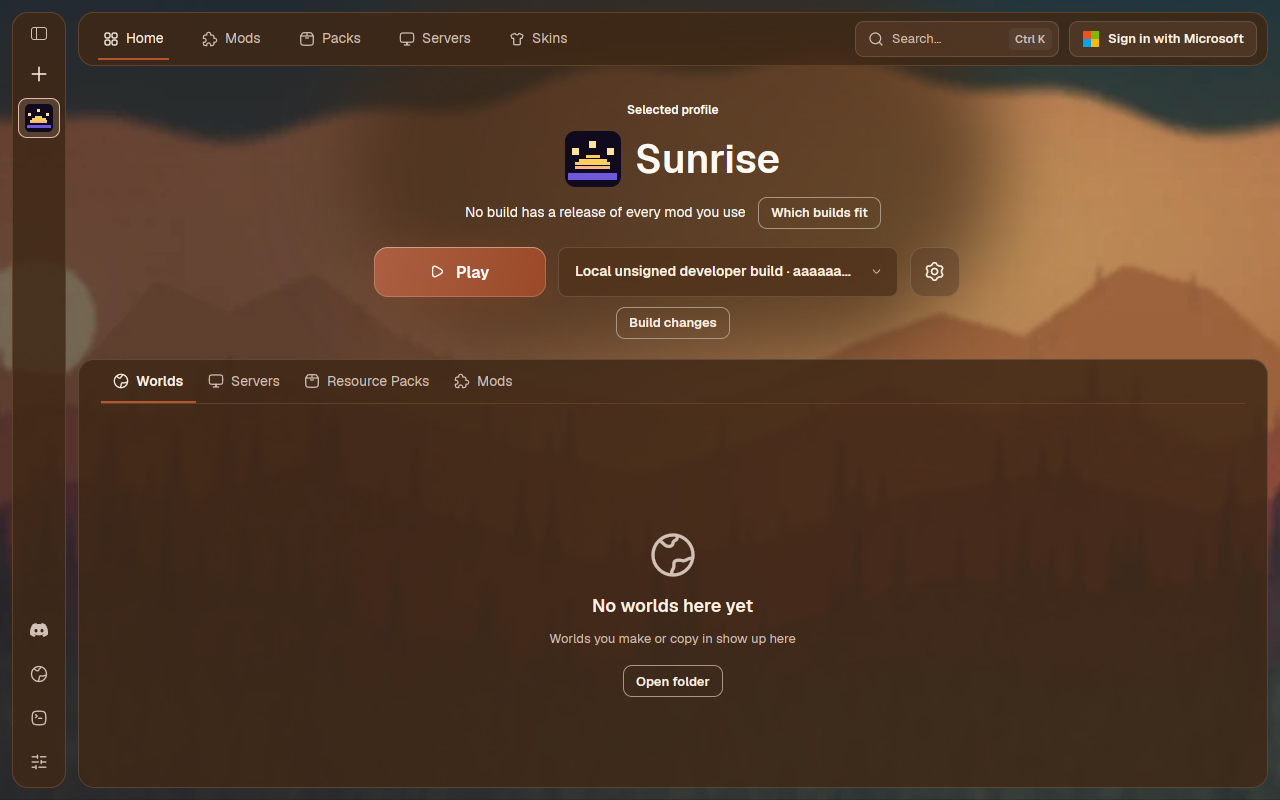 Home
Mods
Packs
Servers
Skins
Search...
Ctrl K
Sign in with Microsoft
Selected profile
Sunrise
No build has a release of every mod you use
Which builds fit
Play
Local unsigned developer build · aaaaaa...
Build changes
Worlds
Servers
Resource Packs
Mods
No worlds here yet
Worlds you make or copy in show up here
Open folder